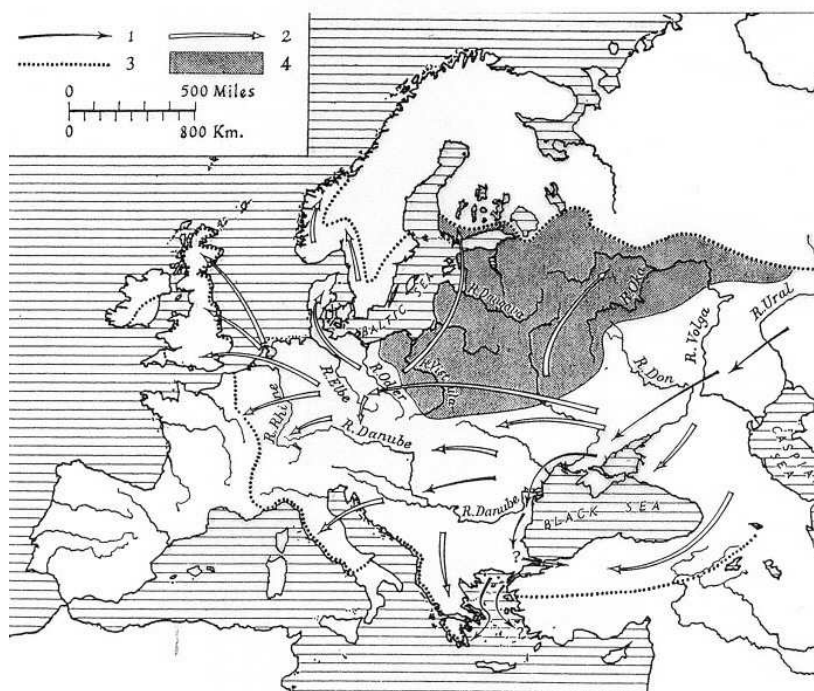 1
2
3
4
0 500 Miles
0 800 Km.
BALTIC SEA
R. Dzwina
R. Oka
R. Ural
R. Volga
R. Don
R. Vistula
R. Oder
R. Elbe
R. Rhine
R. Danube
R. Danube
BLACK SEA
CASPIAN SEA
?
?